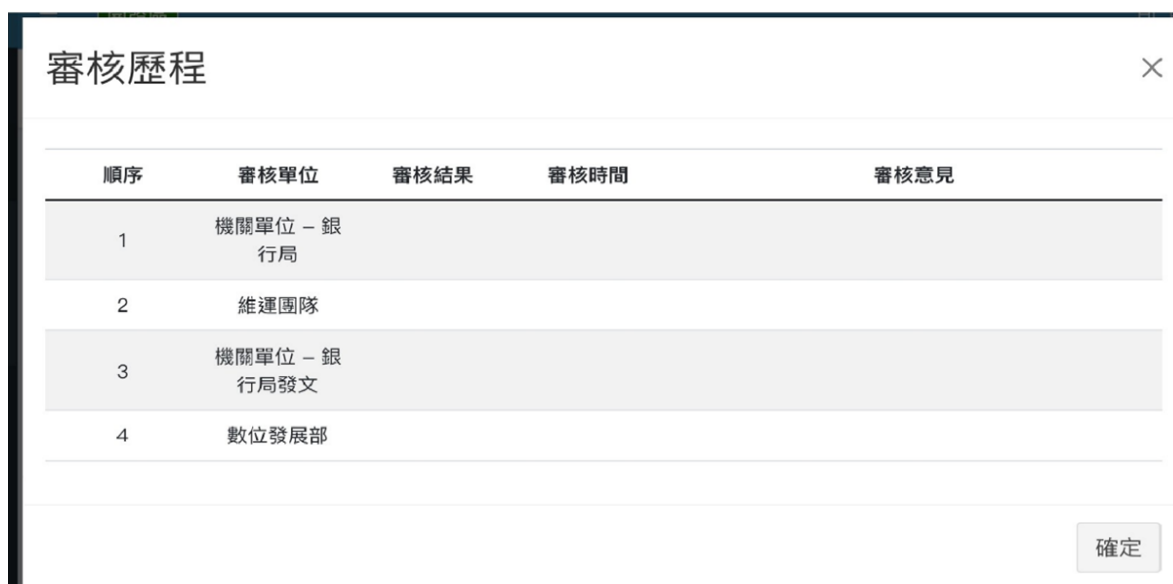 審核歷程
順序 審核單位 審核結果 審核時間 審核意見
1 機關單位 – 銀
行局
2 維運團隊
3 機關單位 – 銀
行局發文
4 數位發展部
確定